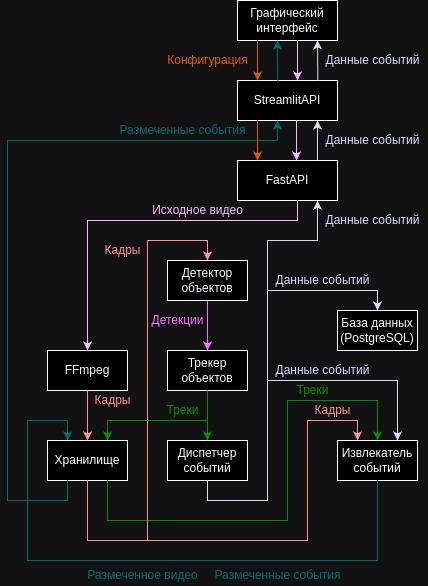 Графический
интерфейс
Конфигурация
Данные событий
StreamlitAPI
Размеченные события
Данные событий
FastAPI
Исходное видео
Данные событий
Кадры
Детектор
объектов
Данные событий
Детекции
База данных
(PostgreSQL)
FFmpeg
Трекер
объектов
Данные событий
Треки
Кадры
Треки
Кадры
Хранилище
Диспетчер
событий
Извлекатель
событий
Размеченное видео
Размеченные события